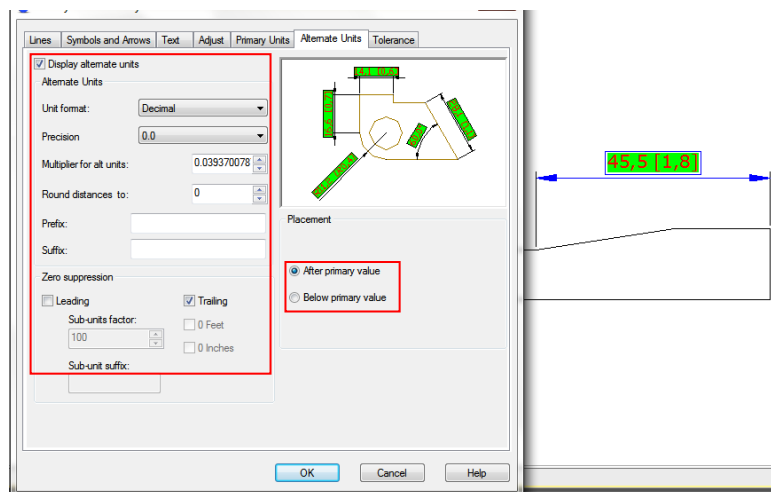 Lines Symbols and Arrows Text Adjust Primary Units Alternate Units Tolerance
Display alternate units
Alternate Units
Unit format: Decimal
Precision 0.0
Multiplier for alt units: 0.039370078
Round distances to: 0
Prefix:
Suffix:
Zero suppression
Leading
Trailing
Sub-units factor:
100
0 Feet
0 Inches
Sub-unit suffix:
Placement
After primary value
Below primary value
OK Cancel Help
45,5 [1,8]